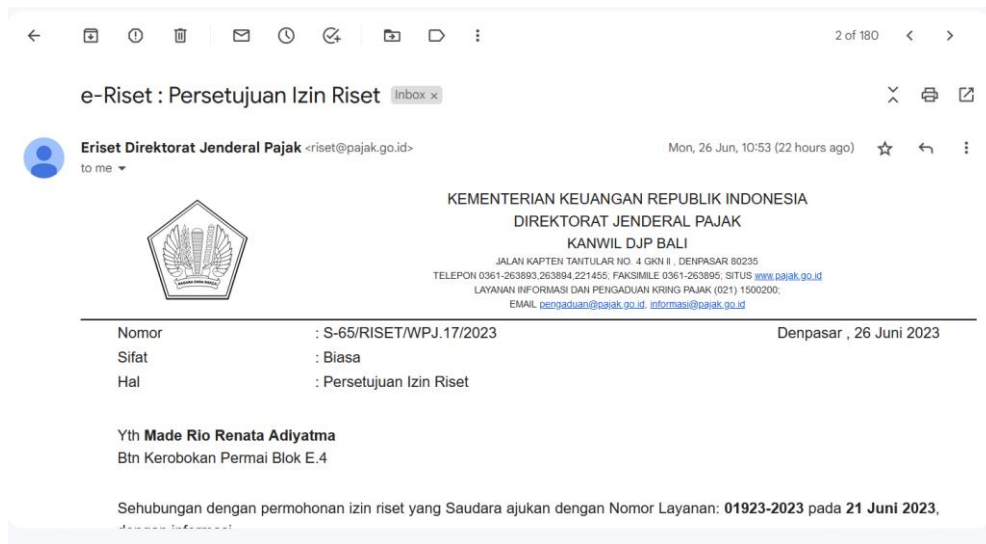 2 of 180
e-Riset : Persetujuan Izin Riset Inbox x
Eriset Direktorat Jenderal Pajak <riset@pajak.go.id> Mon, 26 Jun, 10:53 (22 hours ago)
to me
KEMENTERIAN KEUANGAN REPUBLIK INDONESIA
DIREKTORAT JENDERAL PAJAK
KANWIL DJP BALI
JALAN KAPTEN TANTULAR NO. 4 GKN II , DENPASAR 80235
TELEPON 0361-263893,263894,221455; FAKSIMILE 0361-263895; SITUS www.pajak.go.id
LAYANAN INFORMASI DAN PENGADUAN KRING PAJAK (021) 1500200;
EMAIL pengaduan@pajak.go.id, informasi@pajak.go.id
Nomor : S-65/RISET/WPJ.17/2023 Denpasar , 26 Juni 2023
Sifat : Biasa
Hal : Persetujuan Izin Riset
Yth Made Rio Renata Adiyatma
Btn Kerobokan Permai Blok E.4
Sehubungan dengan permohonan izin riset yang Saudara ajukan dengan Nomor Layanan: 01923-2023 pada 21 Juni 2023,